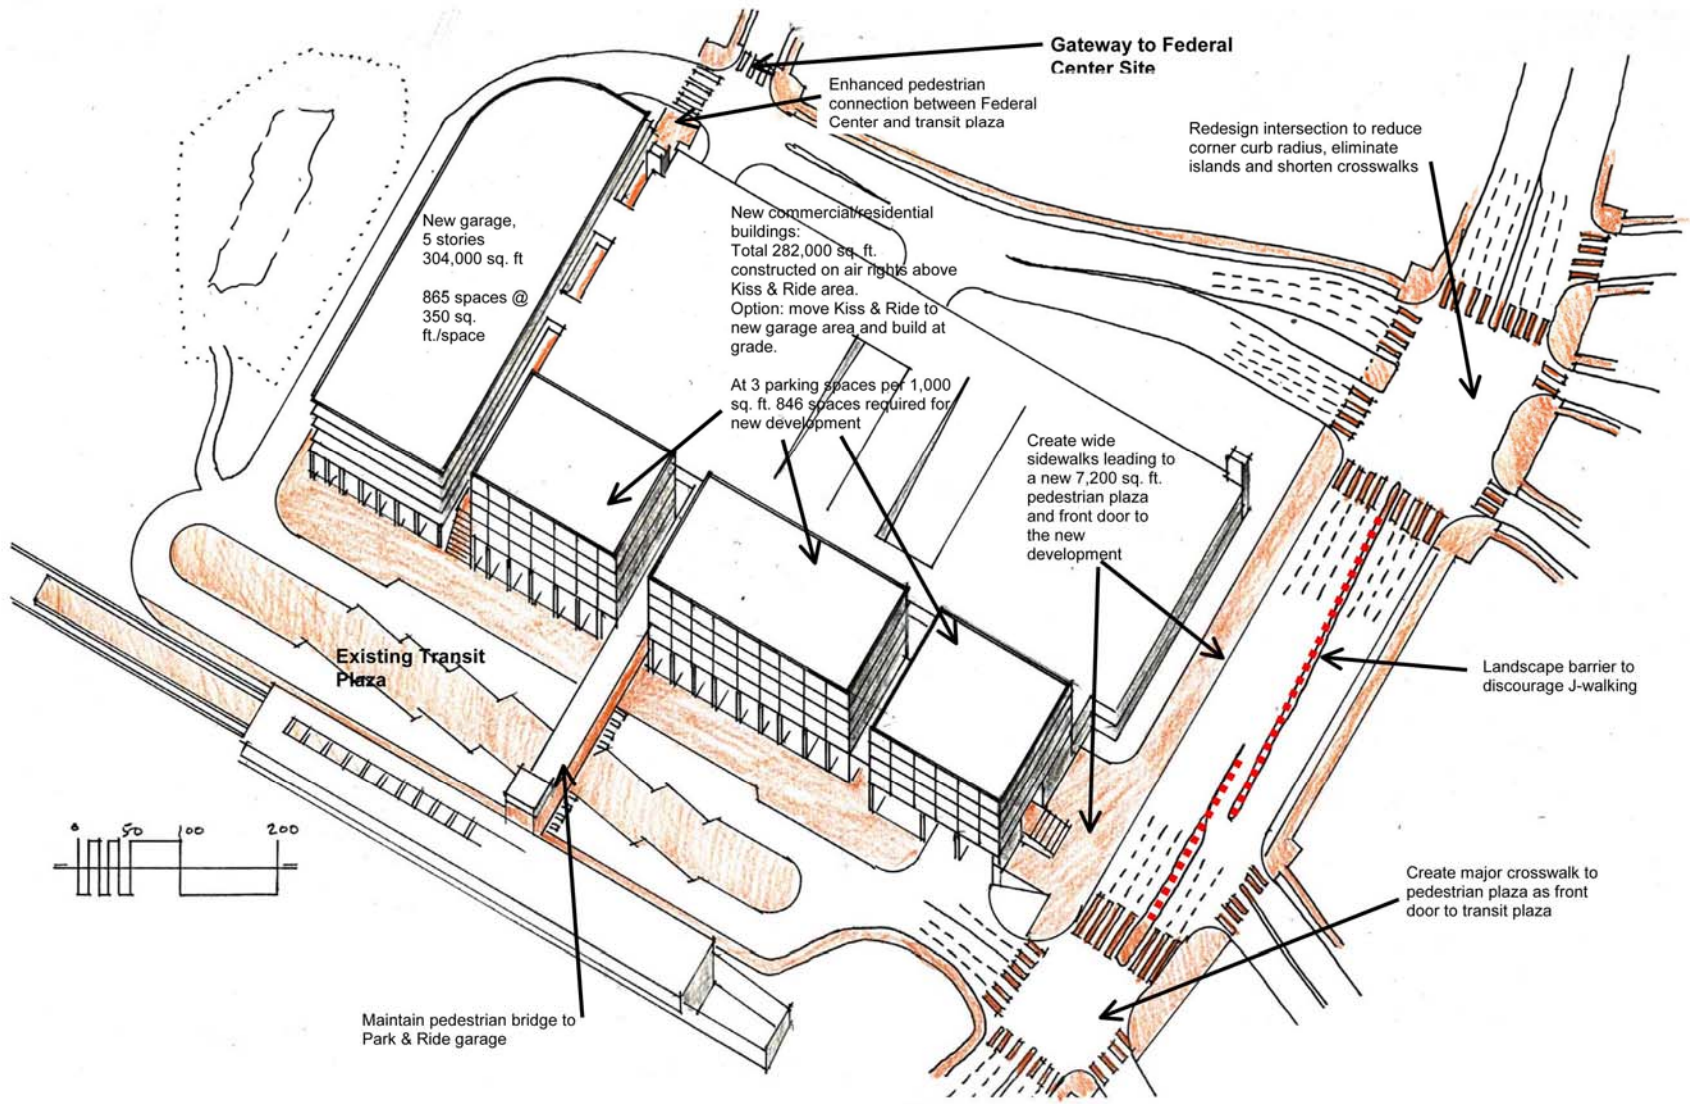 Gateway to Federal
Center Site
Enhanced pedestrian
connection between Federal
Center and transit plaza
Redesign intersection to reduce
corner curb radius, eliminate
islands and shorten crosswalks
New garage,
5 stories
304,000 sq. ft
865 spaces @
350 sq.
ft./space
New commercial/residential
buildings:
Total 282,000 sq. ft.
constructed on air rights above
Kiss & Ride area.
Option: move Kiss & Ride to
new garage area and build at
grade.
At 3 parking spaces per 1,000
sq. ft. 846 spaces required for
new development
Create wide
sidewalks leading to
a new 7,200 sq. ft.
pedestrian plaza
and front door to
the new
development
Existing Transit
Plaza
Landscape barrier to
discourage J-walking
0 50 100 200
Create major crosswalk to
pedestrian plaza as front
door to transit plaza
Maintain pedestrian bridge to
Park & Ride garage